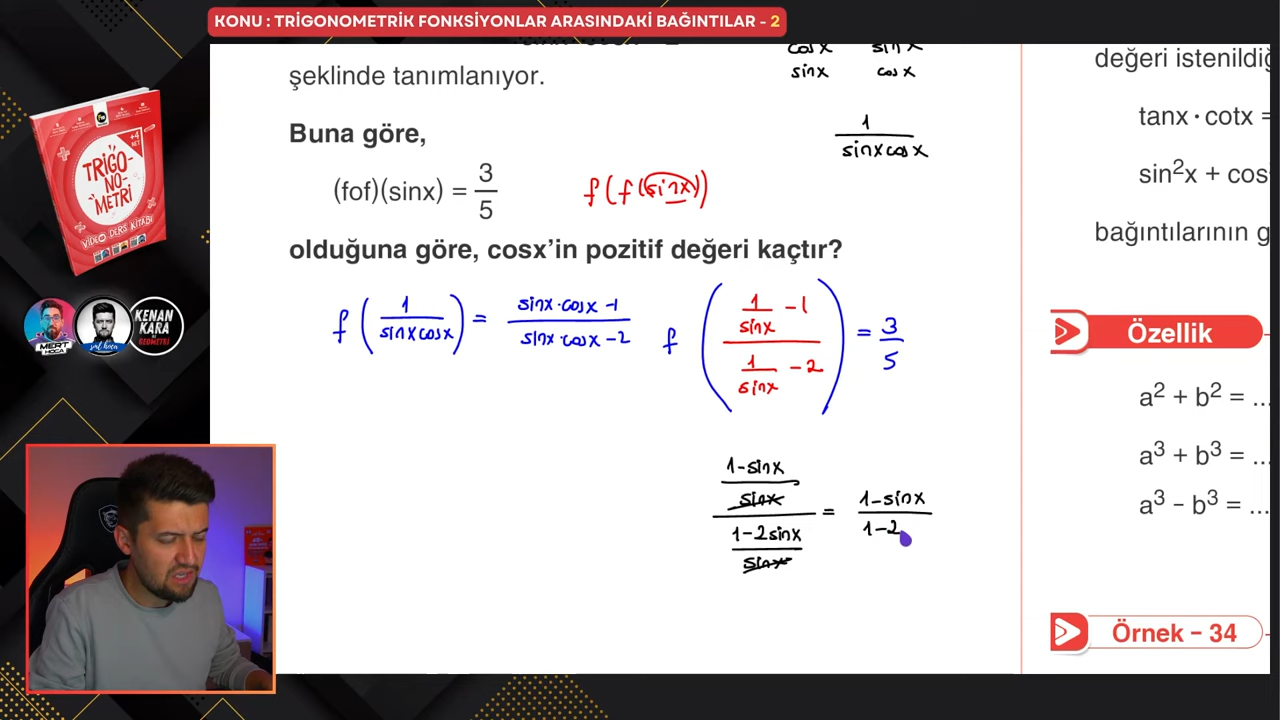 KONU : TRİGONOMETRİK FONKSİYONLAR ARASINDAKİ BAĞINTILAR - 2
cosx sinx
sinx cosx
şeklinde tanımlanıyor.
1
sinxcosx
Buna göre,
(fof)(sinx) = 3/5
f(f(sinx))
olduğuna göre, cosx’in pozitif değeri kaçtır?
f(1/sinxcosx) = sinx·cosx -1/sinx·cosx -2
f((1/sinx -1)/(1/sinx -2)) = 3/5
((1-sinx)/sinx)/((1-2sinx)/sinx) = 1-sinx/1-2
değeri istenildiğ
tanx · cotx =
sin²x + cos
bağıntılarının g
Özellik
a² + b² = ...
a³ + b³ = ...
a³ − b³ = ...
Örnek − 34
+4 NET
TRİGO-
NO-
METRİ
VİDEO DERS KİTABI
MERT
HOCA
KENAN
KARA
GEOMETRİ